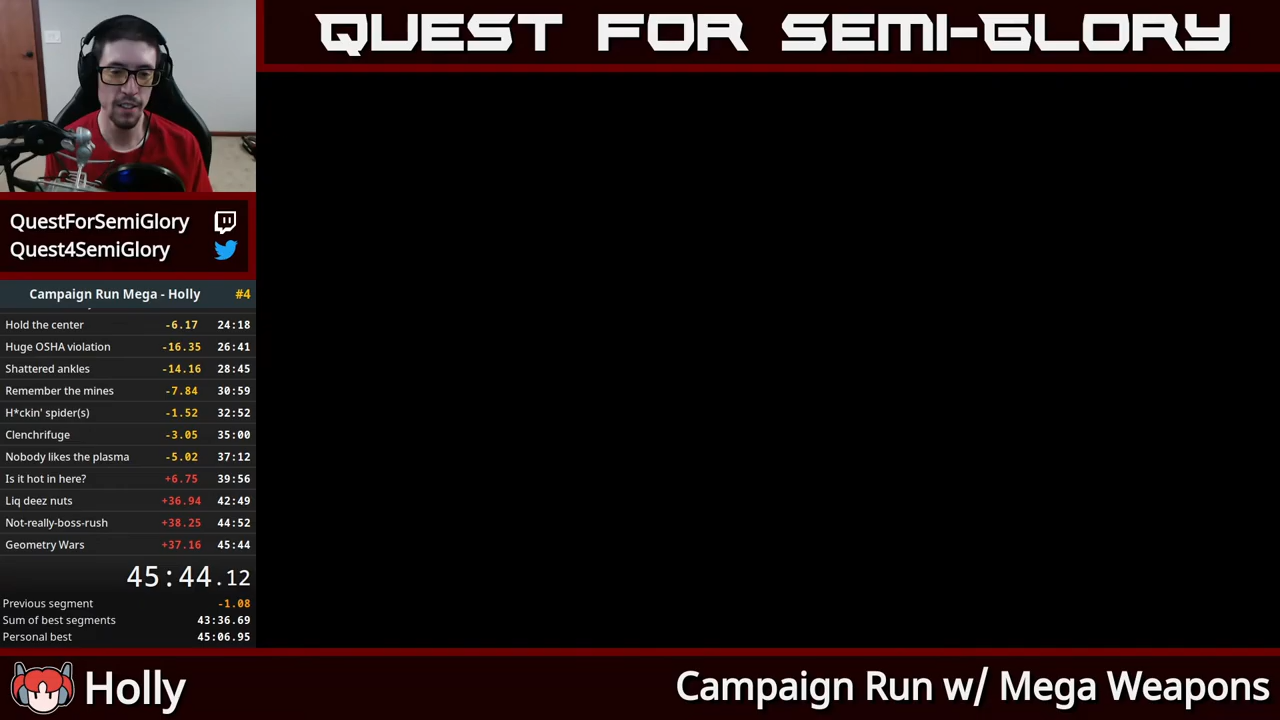 QUEST FOR SEMI-GLORY
QuestForSemiGlory
Quest4SemiGlory
Campaign Run Mega - Holly #4
Hold the center -6.17 24:18
Huge OSHA violation -16.35 26:41
Shattered ankles -14.16 28:45
Remember the mines -7.84 30:59
H*ckin' spider(s) -1.52 32:52
Clenchrifuge -3.05 35:00
Nobody likes the plasma -5.02 37:12
Is it hot in here? +6.75 39:56
Liq deez nuts +36.94 42:49
Not-really-boss-rush +38.25 44:52
Geometry Wars +37.16 45:44
45:44.12
Previous segment -1.08
Sum of best segments 43:36.69
Personal best 45:06.95
Holly
Campaign Run w/ Mega Weapons